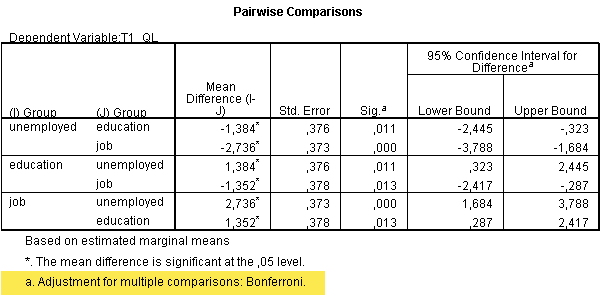 Pairwise Comparisons
Dependent Variable:T1_QL
(I) Group (J) Group Mean Difference (I-J) Std. Error Sig.a 95% Confidence Interval for Differencea
Lower Bound Upper Bound
unemployed education -1,384* ,376 ,011 -2,445 -,323
job -2,736* ,373 ,000 -3,788 -1,684
education unemployed 1,384* ,376 ,011 ,323 2,445
job -1,352* ,378 ,013 -2,417 -,287
job unemployed 2,736* ,373 ,000 1,684 3,788
education 1,352* ,378 ,013 ,287 2,417
Based on estimated marginal means
*. The mean difference is significant at the ,05 level.
a. Adjustment for multiple comparisons: Bonferroni.